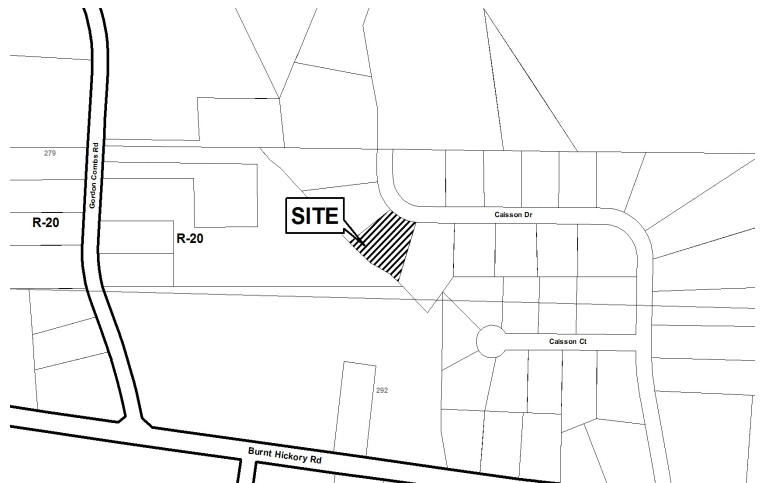 279
Gordon Combs Rd
R-20
R-20
SITE
Caisson Dr
Caisson Ct
292
Burnt Hickory Rd